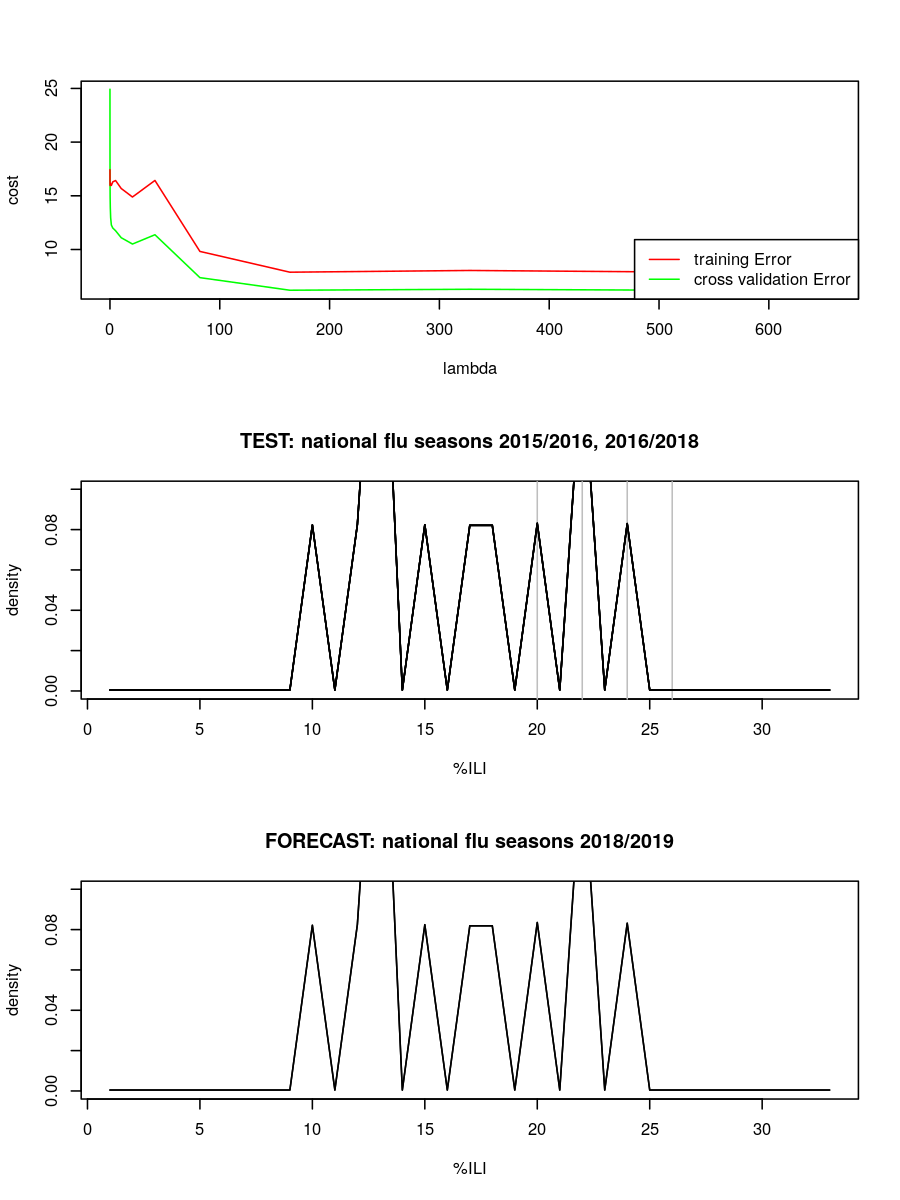 25
20
15
10
cost
training Error
cross validation Error
0 100 200 300 400 500 600
lambda
TEST: national flu seasons 2015/2016, 2016/2018
0.08
0.04
0.00
density
0 5 10 15 20 25 30
%ILI
FORECAST: national flu seasons 2018/2019
0.08
0.04
0.00
density
0 5 10 15 20 25 30
%ILI